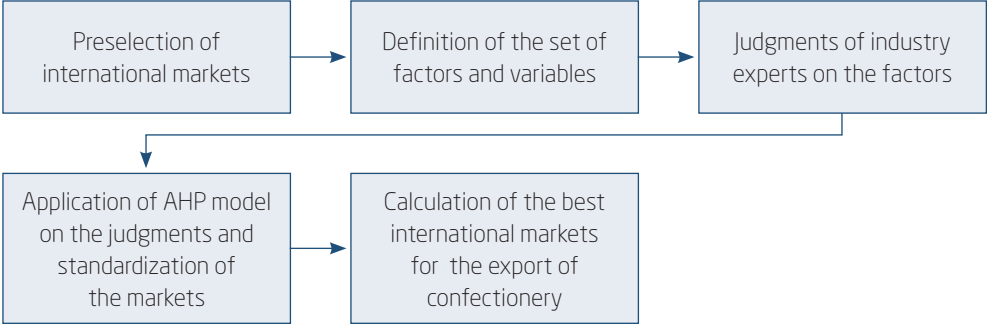 Preselection of
international markets
Definition of the set of
factors and variables
Judgments of industry
experts on the factors
Application of AHP model
on the judgments and
standardization of
the markets
Calculation of the best
international markets
for the export of
confectionery